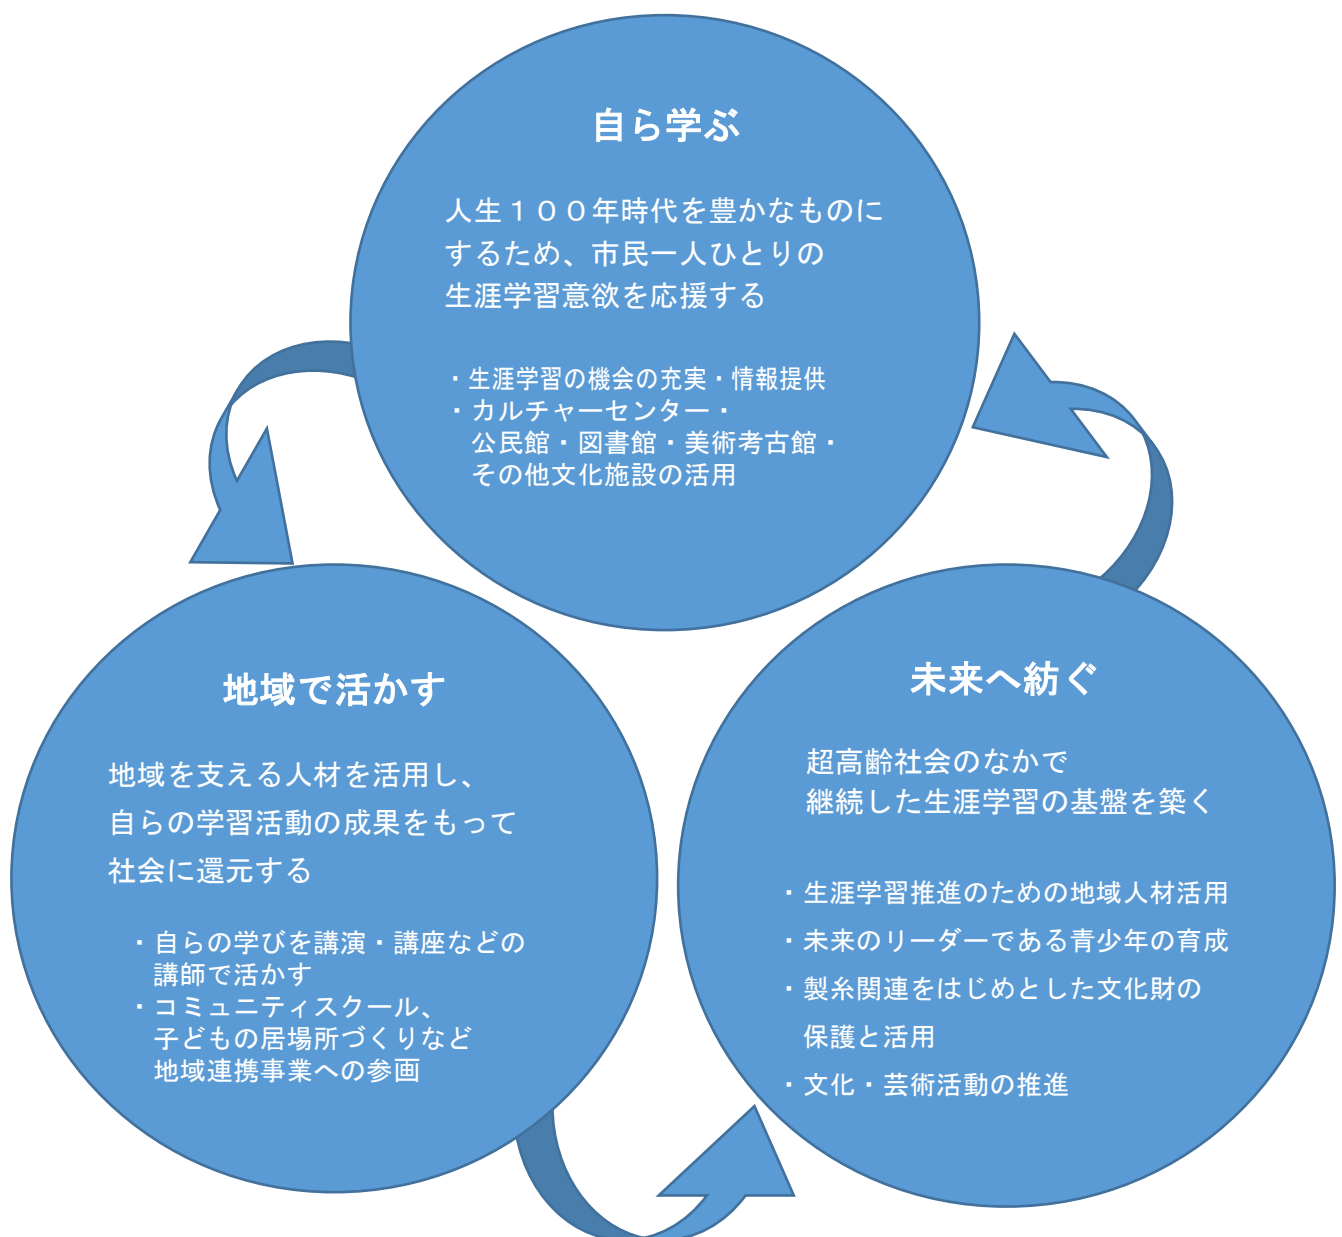 自ら学ぶ
人生１００年時代を豊かなものに
するため、市民一人ひとりの
生涯学習意欲を応援する
・生涯学習の機会の充実・情報提供
・カルチャーセンター・
公民館・図書館・美術考古館・
その他文化施設の活用
地域で活かす
地域を支える人材を活用し、
自らの学習活動の成果をもって
社会に還元する
・自らの学びを講演・講座などの
講師で活かす
・コミュニティスクール、
子どもの居場所づくりなど
地域連携事業への参画
未来へ紡ぐ
超高齢社会のなかで
継続した生涯学習の基盤を築く
・生涯学習推進のための地域人材活用
・未来のリーダーである青少年の育成
・製糸関連をはじめとした文化財の
保護と活用
・文化・芸術活動の推進